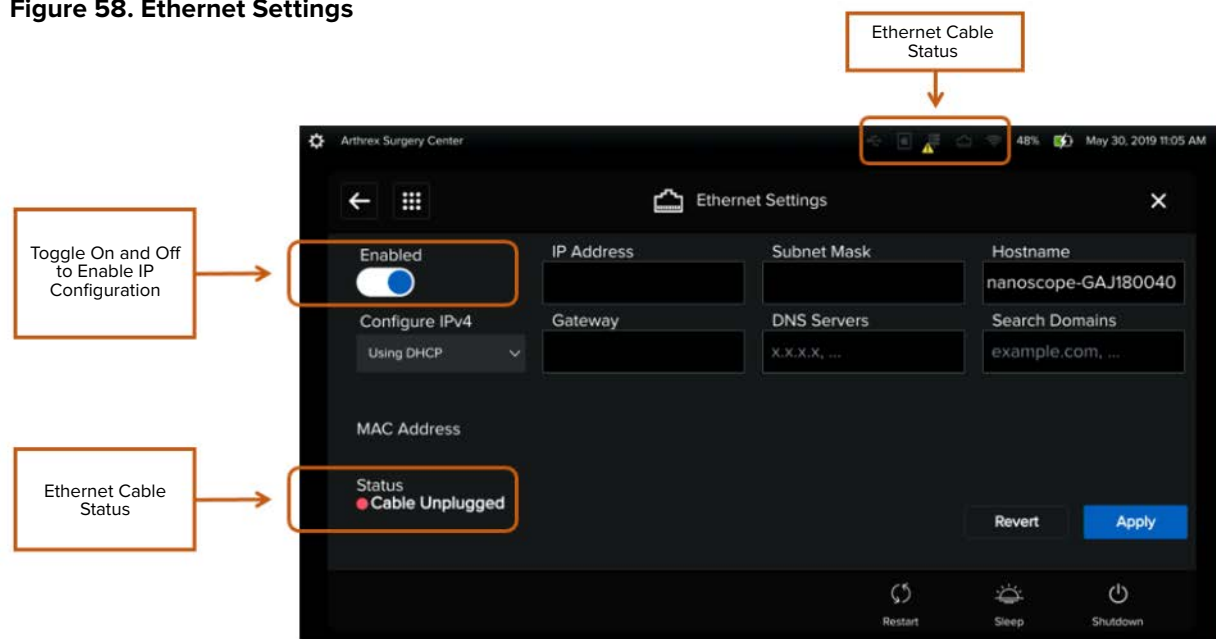 Figure 58. Ethernet Settings
Ethernet Cable
Status
Arthrex Surgery Center
48%
May 30, 2019 11:05 AM
Ethernet Settings
Toggle On and Off
to Enable IP
Configuration
Enabled
IP Address
Subnet Mask
Hostname
nanoscope-GAJ180040
Configure IPv4
Gateway
DNS Servers
Search Domains
Using DHCP
x.x.x.x, ...
example.com, ...
MAC Address
Ethernet Cable
Status
Status
Cable Unplugged
Revert
Apply
Restart
Sleep
Shutdown